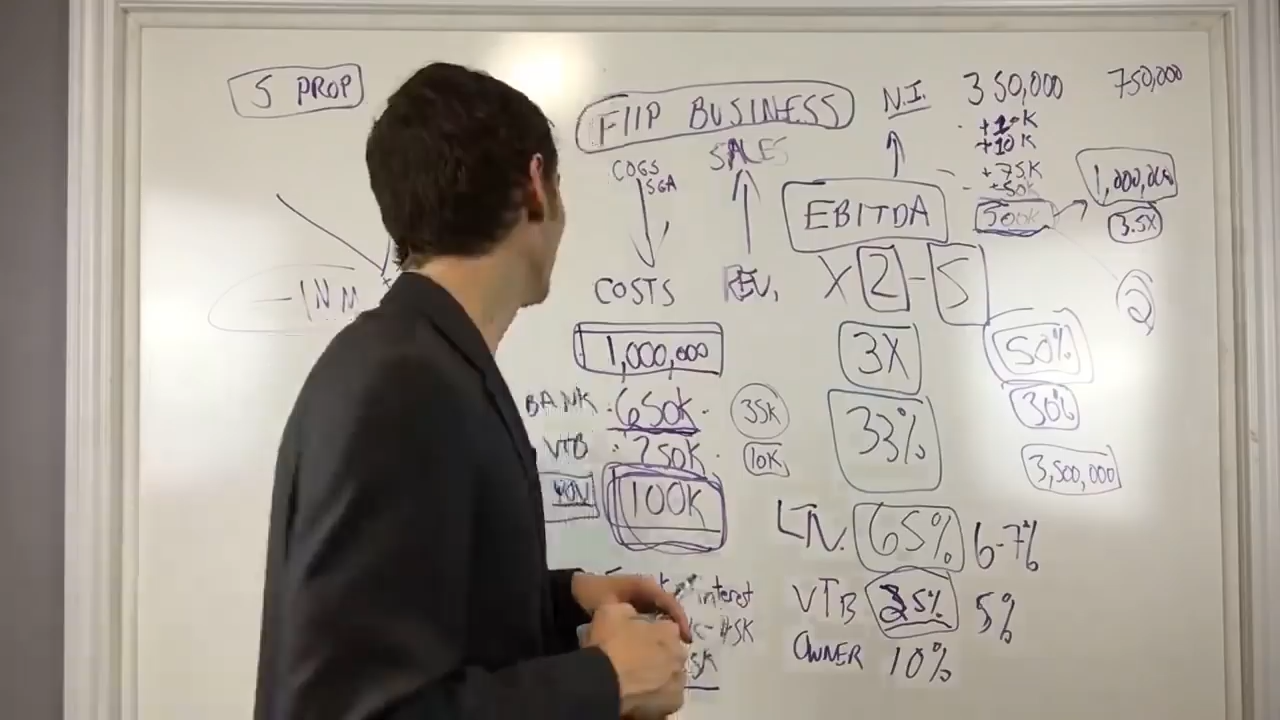 5 PROP
FIIP BUSINESS
N.I.
350,000
750,000
+10K
+10K
+75K
+50K
500K
1,000,000
3.5X
COGS
SGA
SALES
EBITDA
COSTS
REV.
X 2 - 5
1,000,000
3X
50%
2
BANK 650K 35K
33%
30%
VTB 250K 10K
3,500,000
YOU 100K
LTV. 65% 6-7%
interest
VTB 25% 5%
OWNER 10%